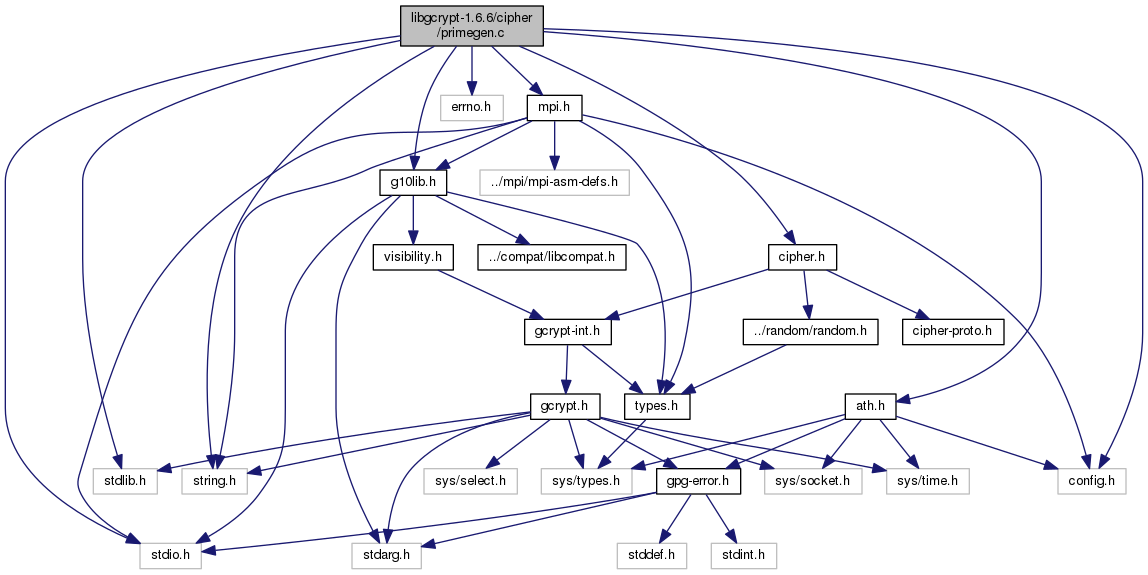 libgcrypt-1.6.6/cipher
/primegen.c
errno.h
mpi.h
g10lib.h
../mpi/mpi-asm-defs.h
visibility.h
../compat/libcompat.h
cipher.h
gcrypt-int.h
../random/random.h
cipher-proto.h
gcrypt.h
types.h
ath.h
stdlib.h
string.h
sys/select.h
sys/types.h
gpg-error.h
sys/socket.h
sys/time.h
config.h
stdio.h
stdarg.h
stddef.h
stdint.h